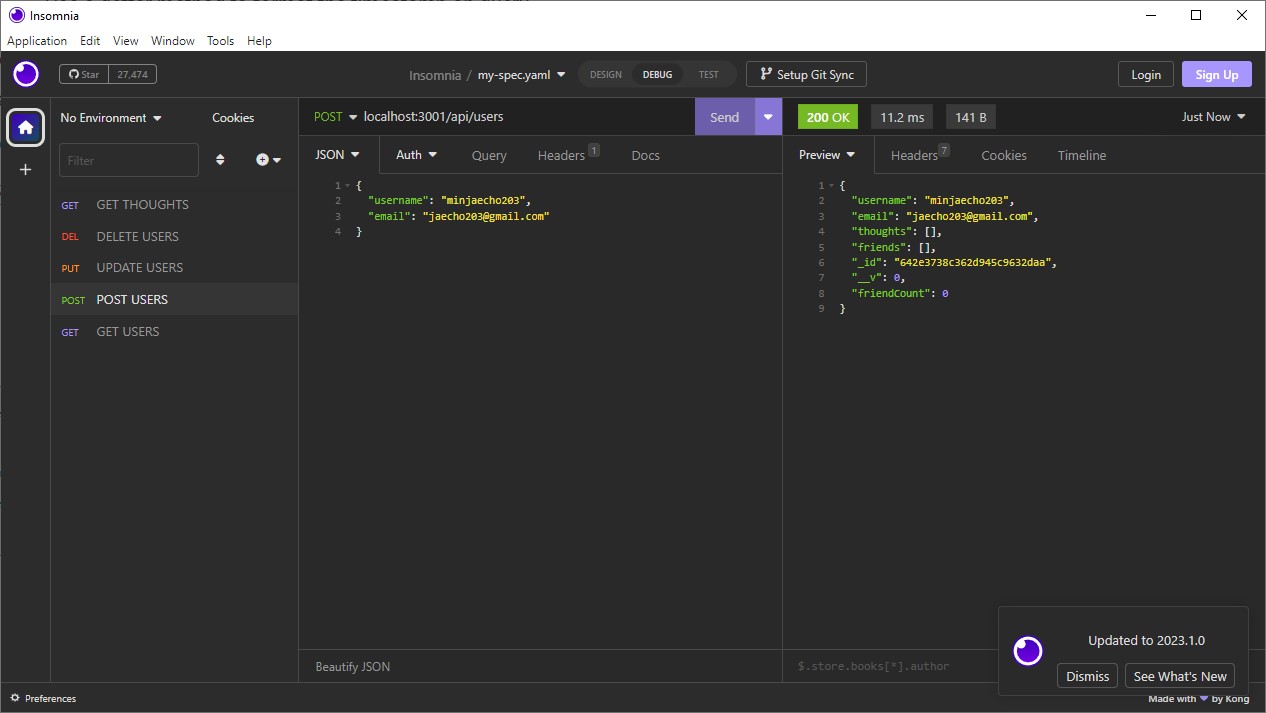 Insomnia
Application Edit View Window Tools Help
Star 27,474
Insomnia / my-spec.yaml
DESIGN DEBUG TEST
Setup Git Sync
Login Sign Up
No Environment Cookies
Filter
GET GET THOUGHTS
DEL DELETE USERS
PUT UPDATE USERS
POST POST USERS
GET GET USERS
POST localhost:3001/api/users Send
JSON Auth Query Headers 1 Docs
1 {
2 "username": "minjaecho203",
3 "email": "jaecho203@gmail.com"
4 }
Beautify JSON
200 OK 11.2 ms 141 B Just Now
Preview Headers 7 Cookies Timeline
1 {
2 "username": "minjaecho203",
3 "email": "jaecho203@gmail.com",
4 "thoughts": [],
5 "friends": [],
6 "_id": "642e3738c362d945c9632daa",
7 "__v": 0,
8 "friendCount": 0
9 }
$.store.books[*].author
Updated to 2023.1.0
Dismiss See What's New
Preferences
Made with ❤ by Kong